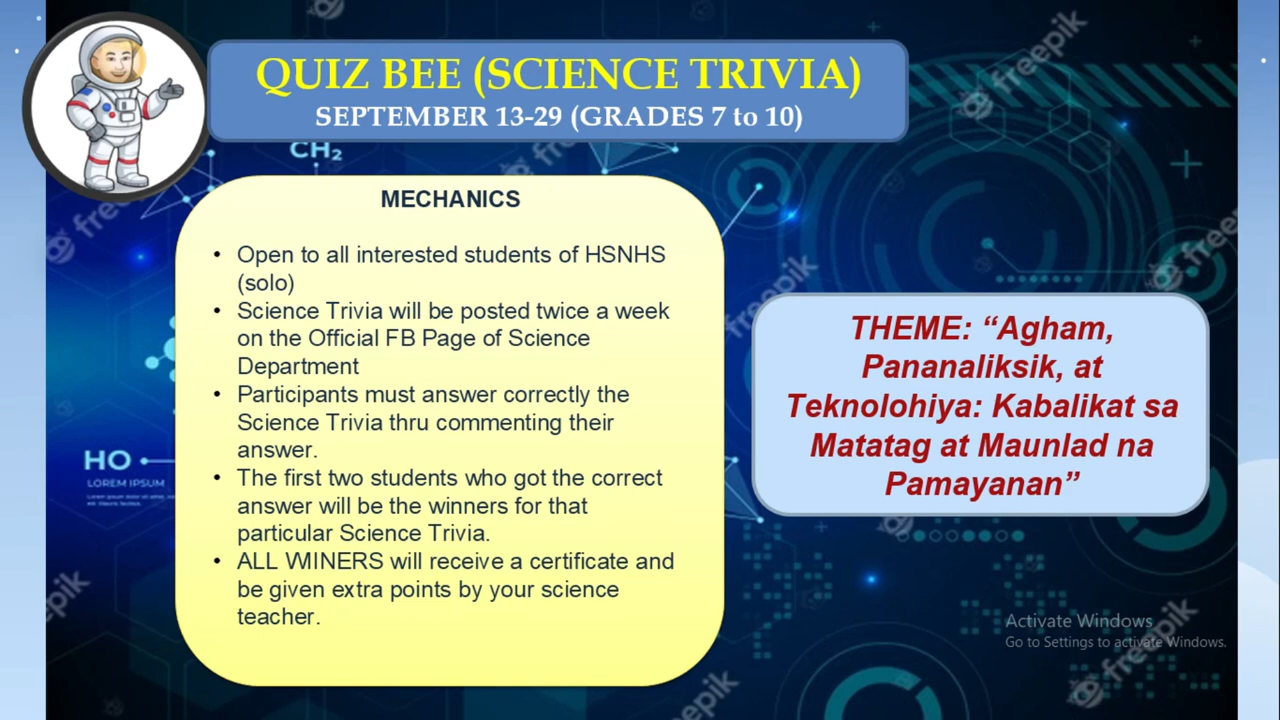 QUIZ BEE (SCIENCE TRIVIA)
SEPTEMBER 13-29 (GRADES 7 to 10)
CH₂
MECHANICS
• Open to all interested students of HSNHS
(solo)
• Science Trivia will be posted twice a week
on the Official FB Page of Science
Department
• Participants must answer correctly the
Science Trivia thru commenting their
answer.
• The first two students who got the correct
answer will be the winners for that
particular Science Trivia.
• ALL WIINERS will receive a certificate and
be given extra points by your science
teacher.
THEME: “Agham,
Pananaliksik, at
Teknolohiya: Kabalikat sa
Matatag at Maunlad na
Pamayanan”
HO
LOREM IPSUM
Activate Windows
Go to Settings to activate Windows.
freepik
freepik
freepik
freepik
freepik